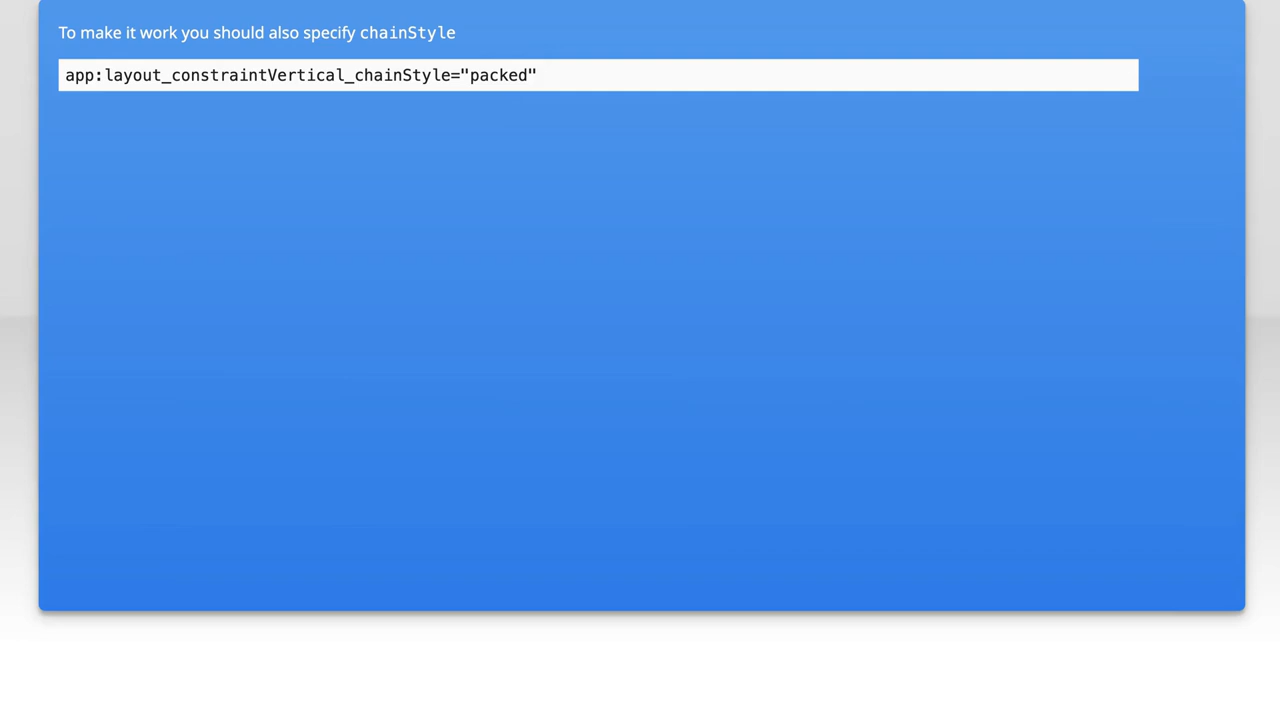 To make it work you should also specify chainStyle
app:layout_constraintVertical_chainStyle="packed"